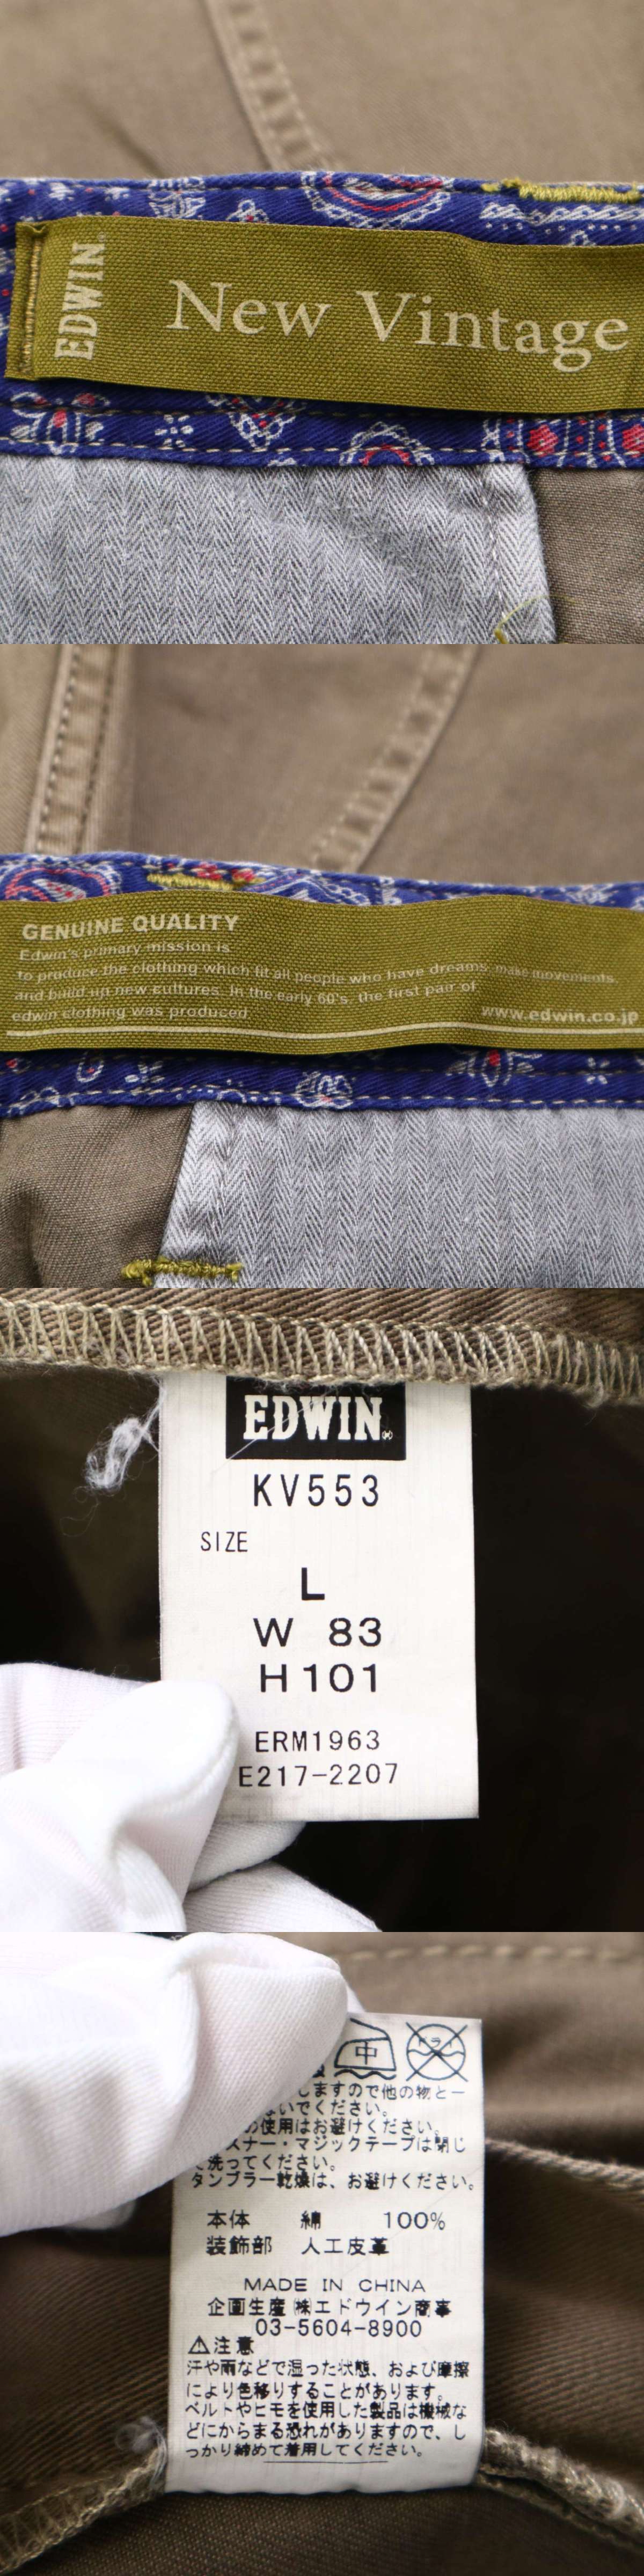 EDWIN
New Vintage
GENUINE QUALITY
Edwin's primary mission is
to produce the clothing which fit all people who have dreams, make movements,
and build up new cultures. In the early 60's, the first pair of
edwin clothing was produced.
www.edwin.co.jp
EDWIN®
KV553
SIZE
L
W 83
H 101
ERM1963
E217-2207
中
ドライ
しますので他の物と一
いでください。
の使用はお避けください。
スナー・マジックテープは閉じ
洗ってください。
タンブラー乾燥は、お避けください。
本体 綿 100%
装飾部 人工皮革
MADE IN CHINA
企画生産 ㈱エドウイン商事
03-5604-8900
⚠注意
汗や雨などで湿った状態、および摩擦
により色移りすることがあります。
ベルトやヒモを使用した製品は機械な
どにからまる恐れがありますので、し
っかり締めて着用してください。